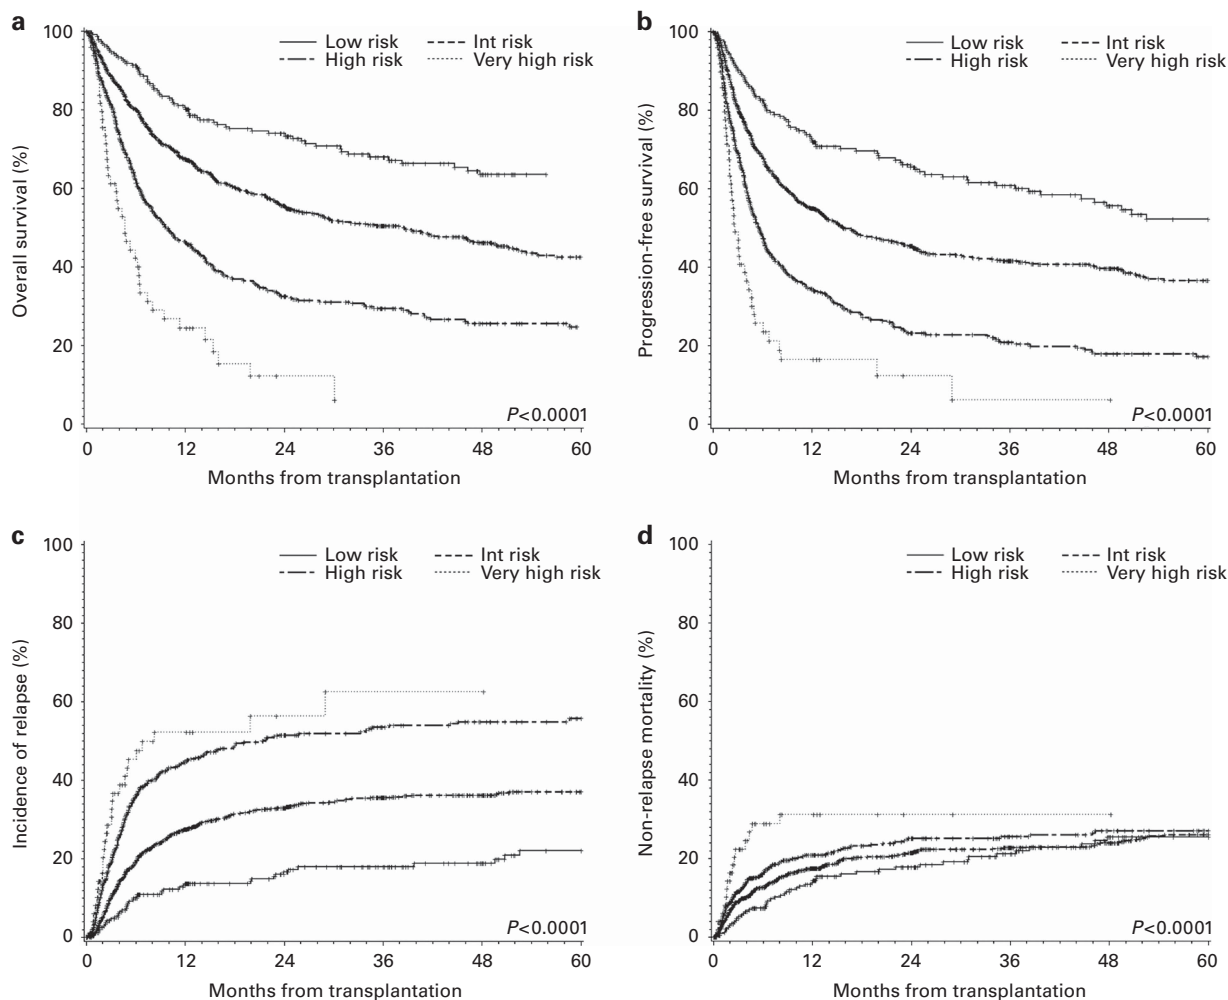 a
100
80
60
40
20
0
Overall survival (%)
Low risk
Int risk
High risk
Very high risk
P<0.0001
0 12 24 36 48 60
Months from transplantation
b
100
80
60
40
20
0
Progression-free survival (%)
Low risk
Int risk
High risk
Very high risk
P<0.0001
0 12 24 36 48 60
Months from transplantation
c
100
80
60
40
20
0
Incidence of relapse (%)
Low risk
Int risk
High risk
Very high risk
P<0.0001
0 12 24 36 48 60
Months from transplantation
d
100
80
60
40
20
0
Non-relapse mortality (%)
Low risk
Int risk
High risk
Very high risk
P<0.0001
0 12 24 36 48 60
Months from transplantation